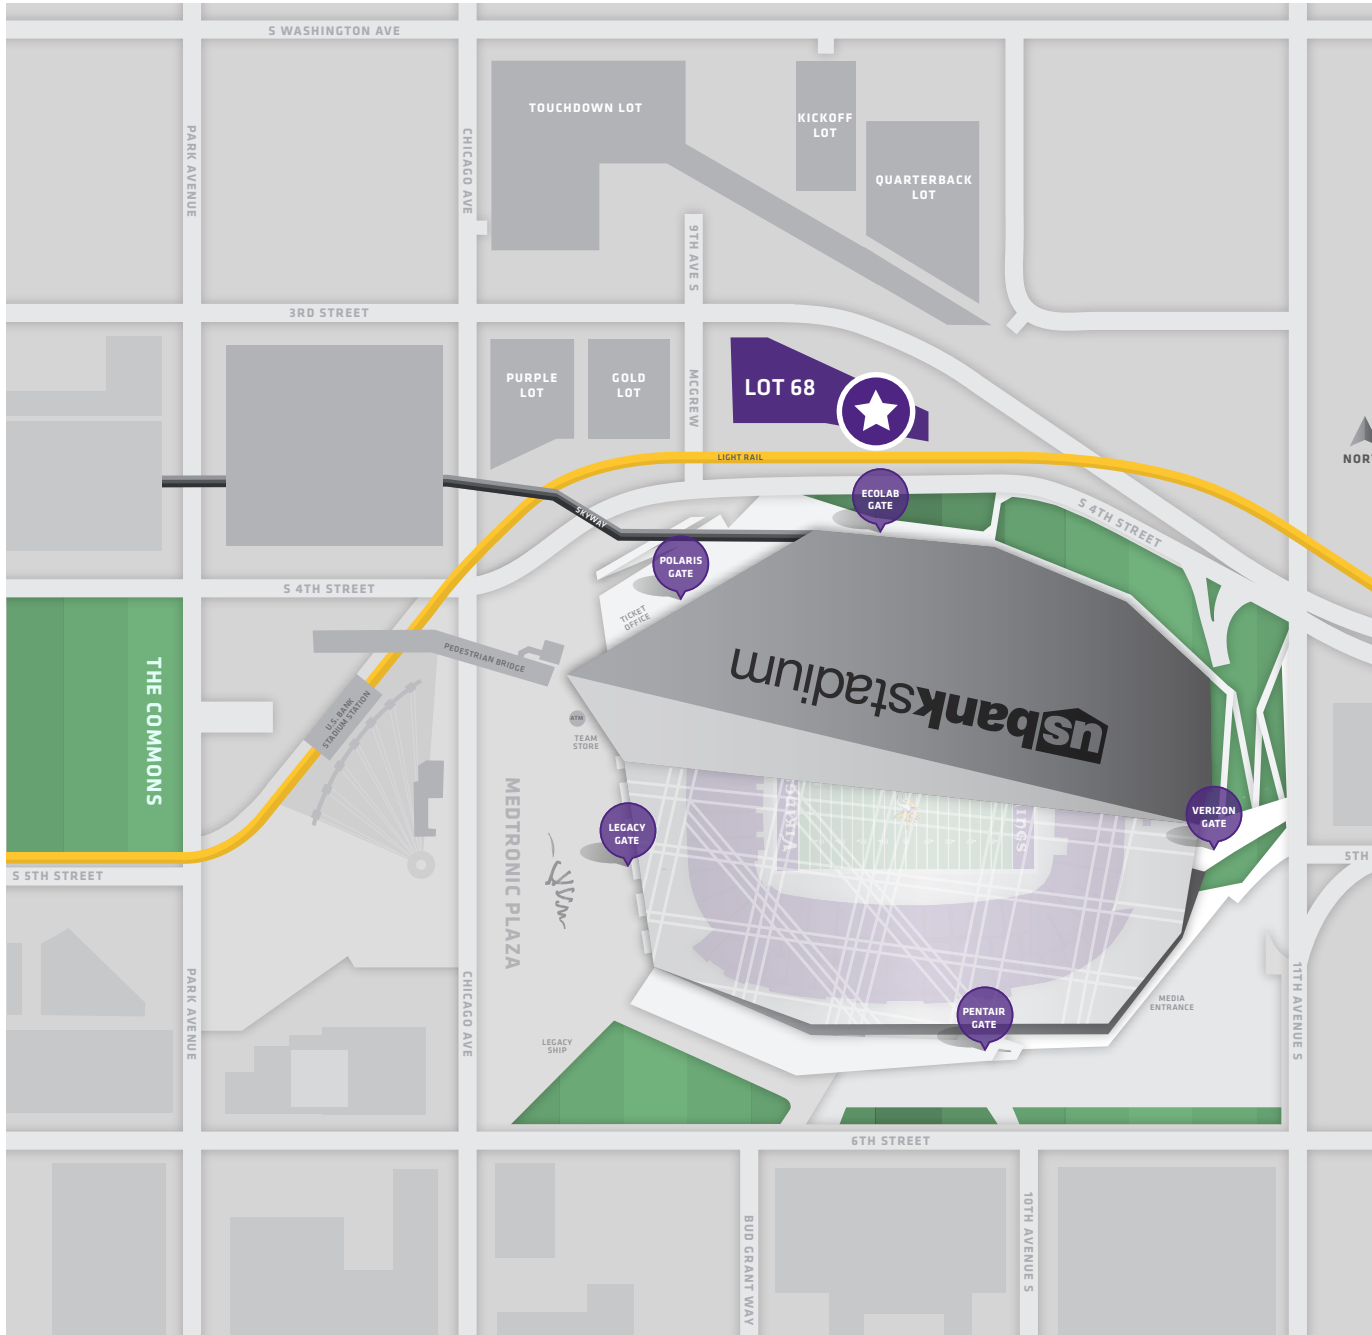 S WASHINGTON AVE
TOUCHDOWN LOT
KICKOFF
LOT
QUARTERBACK
LOT
PARK AVENUE
CHICAGO AVE
9TH AVE S
3RD STREET
PURPLE
LOT
GOLD
LOT
MCGREW
LOT 68
LIGHT RAIL
NOR
ECOLAB
GATE
SKYWAY
S 4TH STREET
POLARIS
GATE
S 4TH STREET
TICKET
OFFICE
PEDESTRIAN BRIDGE
THE COMMONS
U.S. BANK
STADIUM STATION
usbankstadium
ATM
TEAM
STORE
MEDTRONIC PLAZA
LEGACY
GATE
VERIZON
GATE
5TH
S 5TH STREET
PARK AVENUE
CHICAGO AVE
11TH AVENUE S
MEDIA
ENTRANCE
PENTAIR
GATE
LEGACY
SHIP
6TH STREET
BUD GRANT WAY
10TH AVENUE S